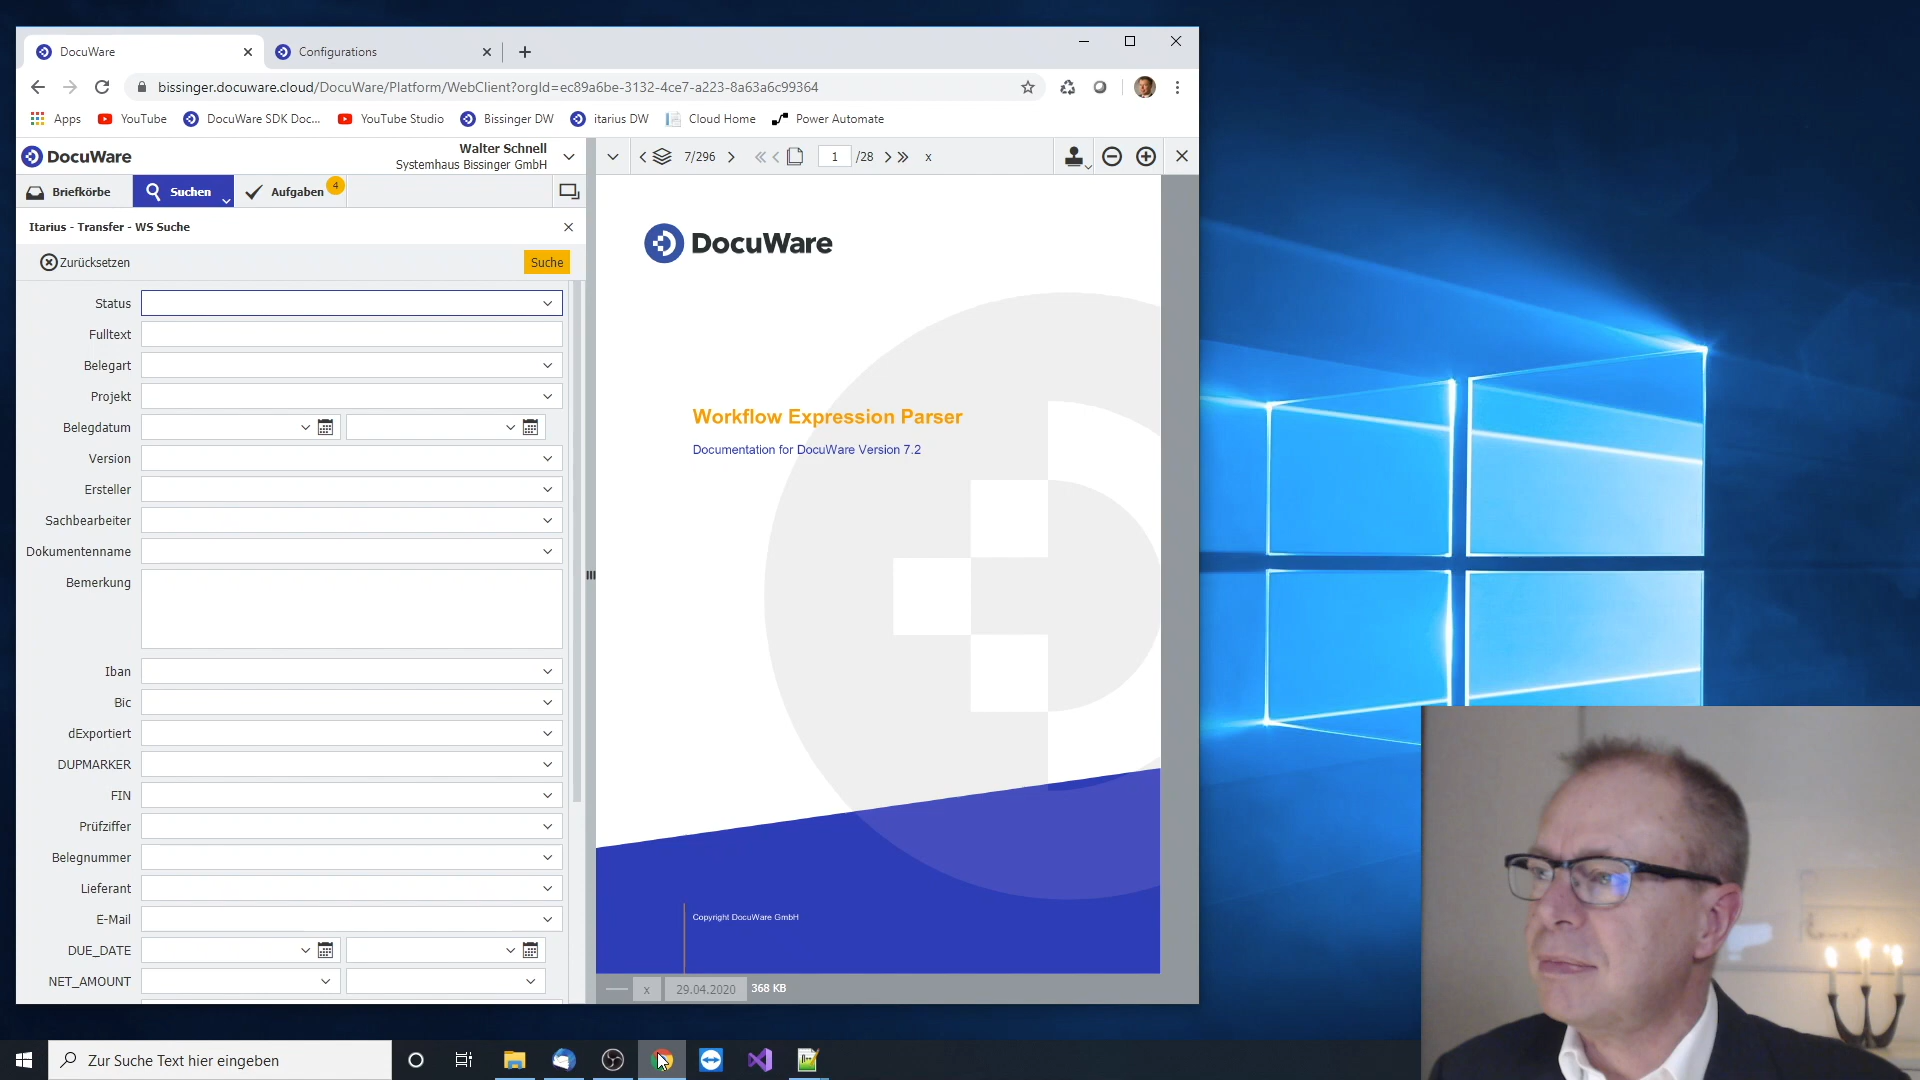 DocuWare
Configurations
bissinger.docuware.cloud/DocuWare/Platform/WebClient?orgId=ec89a6be-3132-4ce7-a223-8a63a6c99364
Apps YouTube DocuWare SDK Doc... YouTube Studio Bissinger DW itarius DW Cloud Home Power Automate
DocuWare
Walter Schnell
Systemhaus Bissinger GmbH
7/296 1 /28 x
Briefkörbe Suchen Aufgaben 4
Itarius - Transfer - WS Suche
Zurücksetzen Suche
Status
Fulltext
Belegart
Projekt
Belegdatum
Version
Ersteller
Sachbearbeiter
Dokumentenname
Bemerkung
Iban
Bic
dExportiert
DUPMARKER
FIN
Prüfziffer
Belegnummer
Lieferant
E-Mail
DUE_DATE
NET_AMOUNT
DocuWare
Workflow Expression Parser
Documentation for DocuWare Version 7.2
Copyright DocuWare GmbH
x 29.04.2020 368 KB
Zur Suche Text hier eingeben